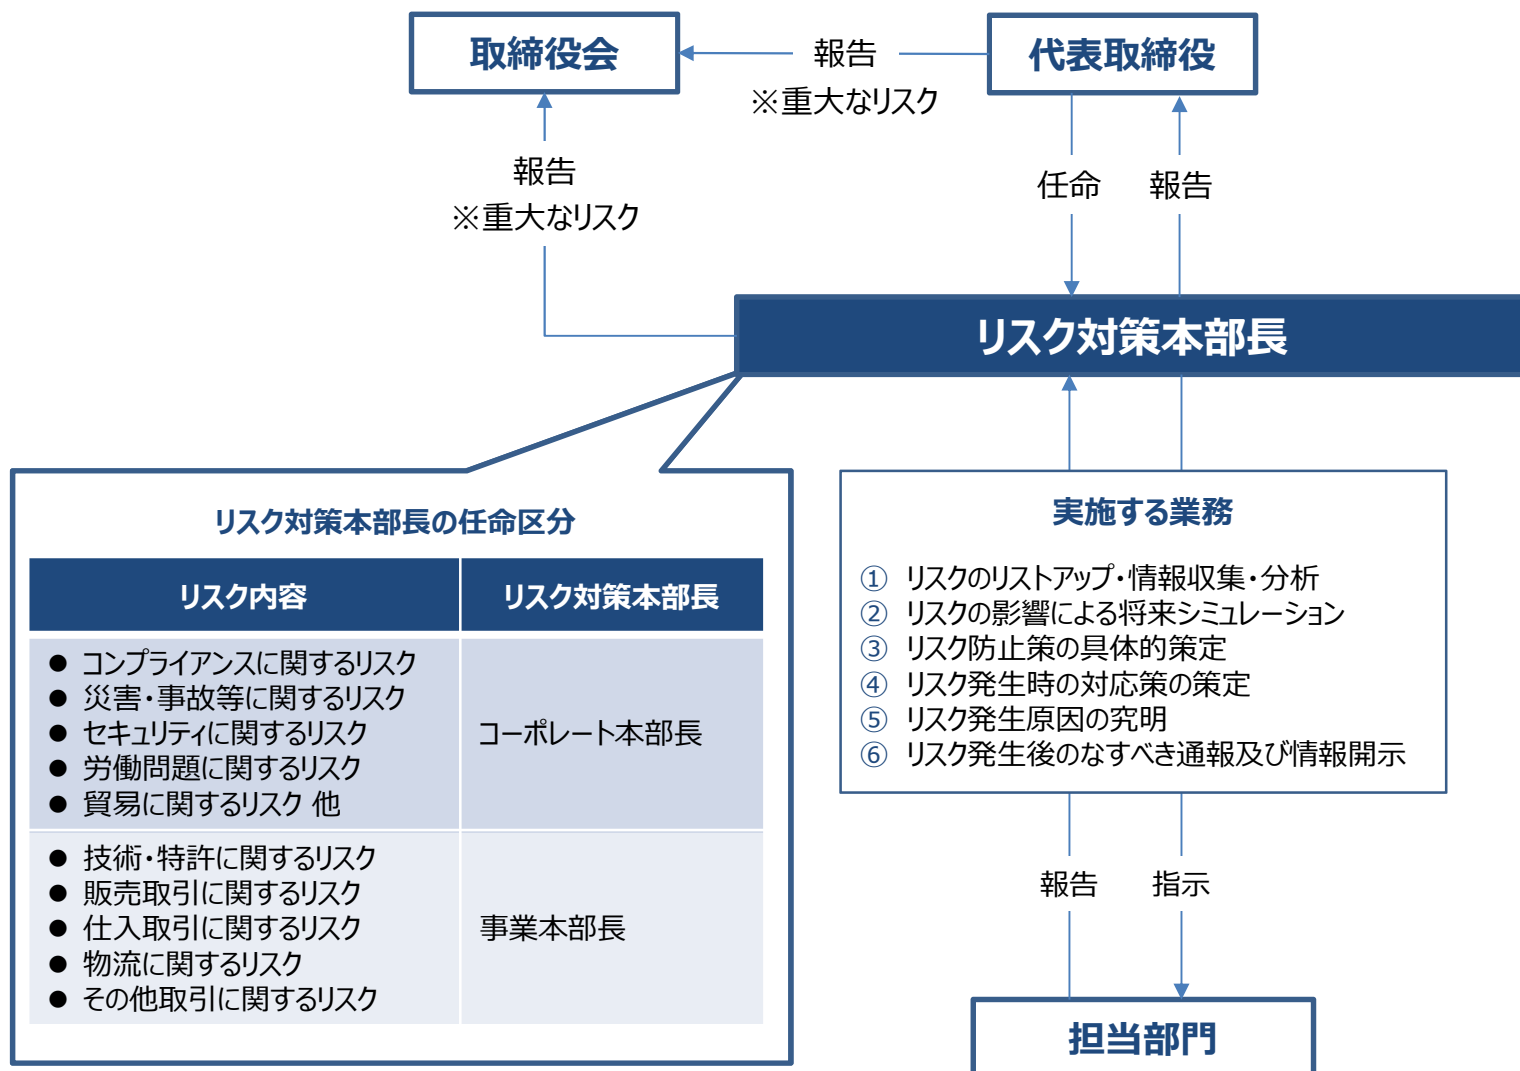 取締役会
報告
※重大なリスク
代表取締役
報告
※重大なリスク
任命
報告
リスク対策本部長
リスク対策本部長の任命区分
リスク内容
リスク対策本部長
● コンプライアンスに関するリスク
● 災害・事故等に関するリスク
● セキュリティに関するリスク
● 労働問題に関するリスク
● 貿易に関するリスク 他
コーポレート本部長
● 技術・特許に関するリスク
● 販売取引に関するリスク
● 仕入取引に関するリスク
● 物流に関するリスク
● その他取引に関するリスク
事業本部長
実施する業務
① リスクのリストアップ・情報収集・分析
② リスクの影響による将来シミュレーション
③ リスク防止策の具体的策定
④ リスク発生時の対応策の策定
⑤ リスク発生原因の究明
⑥ リスク発生後のなすべき通報及び情報開示
報告
指示
担当部門